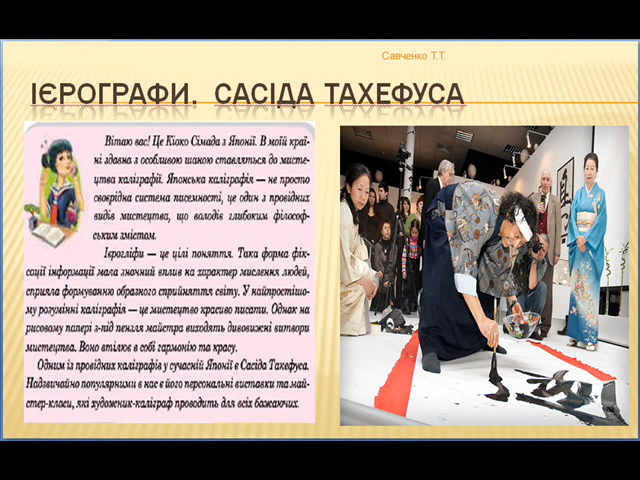 Савченко Т.Т.
ІЄРОГРАФИ. САСІДА ТАХЕФУСА
Вітаю вас! Це Кіоко Сімада з Японії. В моїй краї-
ні здавна з особливою шаною ставляться до мисте-
цтва каліграфії. Японська каліграфія — не просто
своєрідна система писемності, це один з провідних
видів мистецтва, що володіє глибоким філософ-
ським змістом.
Ієрогліфи — це цілі поняття. Така форма фік-
сації інформації мала значний вплив на характер мислення людей,
сприяла формуванню образного сприйняття світу. У найпростішо-
му розумінні каліграфія — це мистецтво красиво писати. Однак на
рисовому папері з-під пензля майстра виходять дивовижні витвори
мистецтва. Воно втілює в собі гармонію та красу.
Одним із провідних каліграфів у сучасній Японії є Сасіда Тахефуса.
Надзвичайно популярними в нас є його персональні виставки та май-
стер-класи, які художник-каліграф проводить для всіх бажаючих.